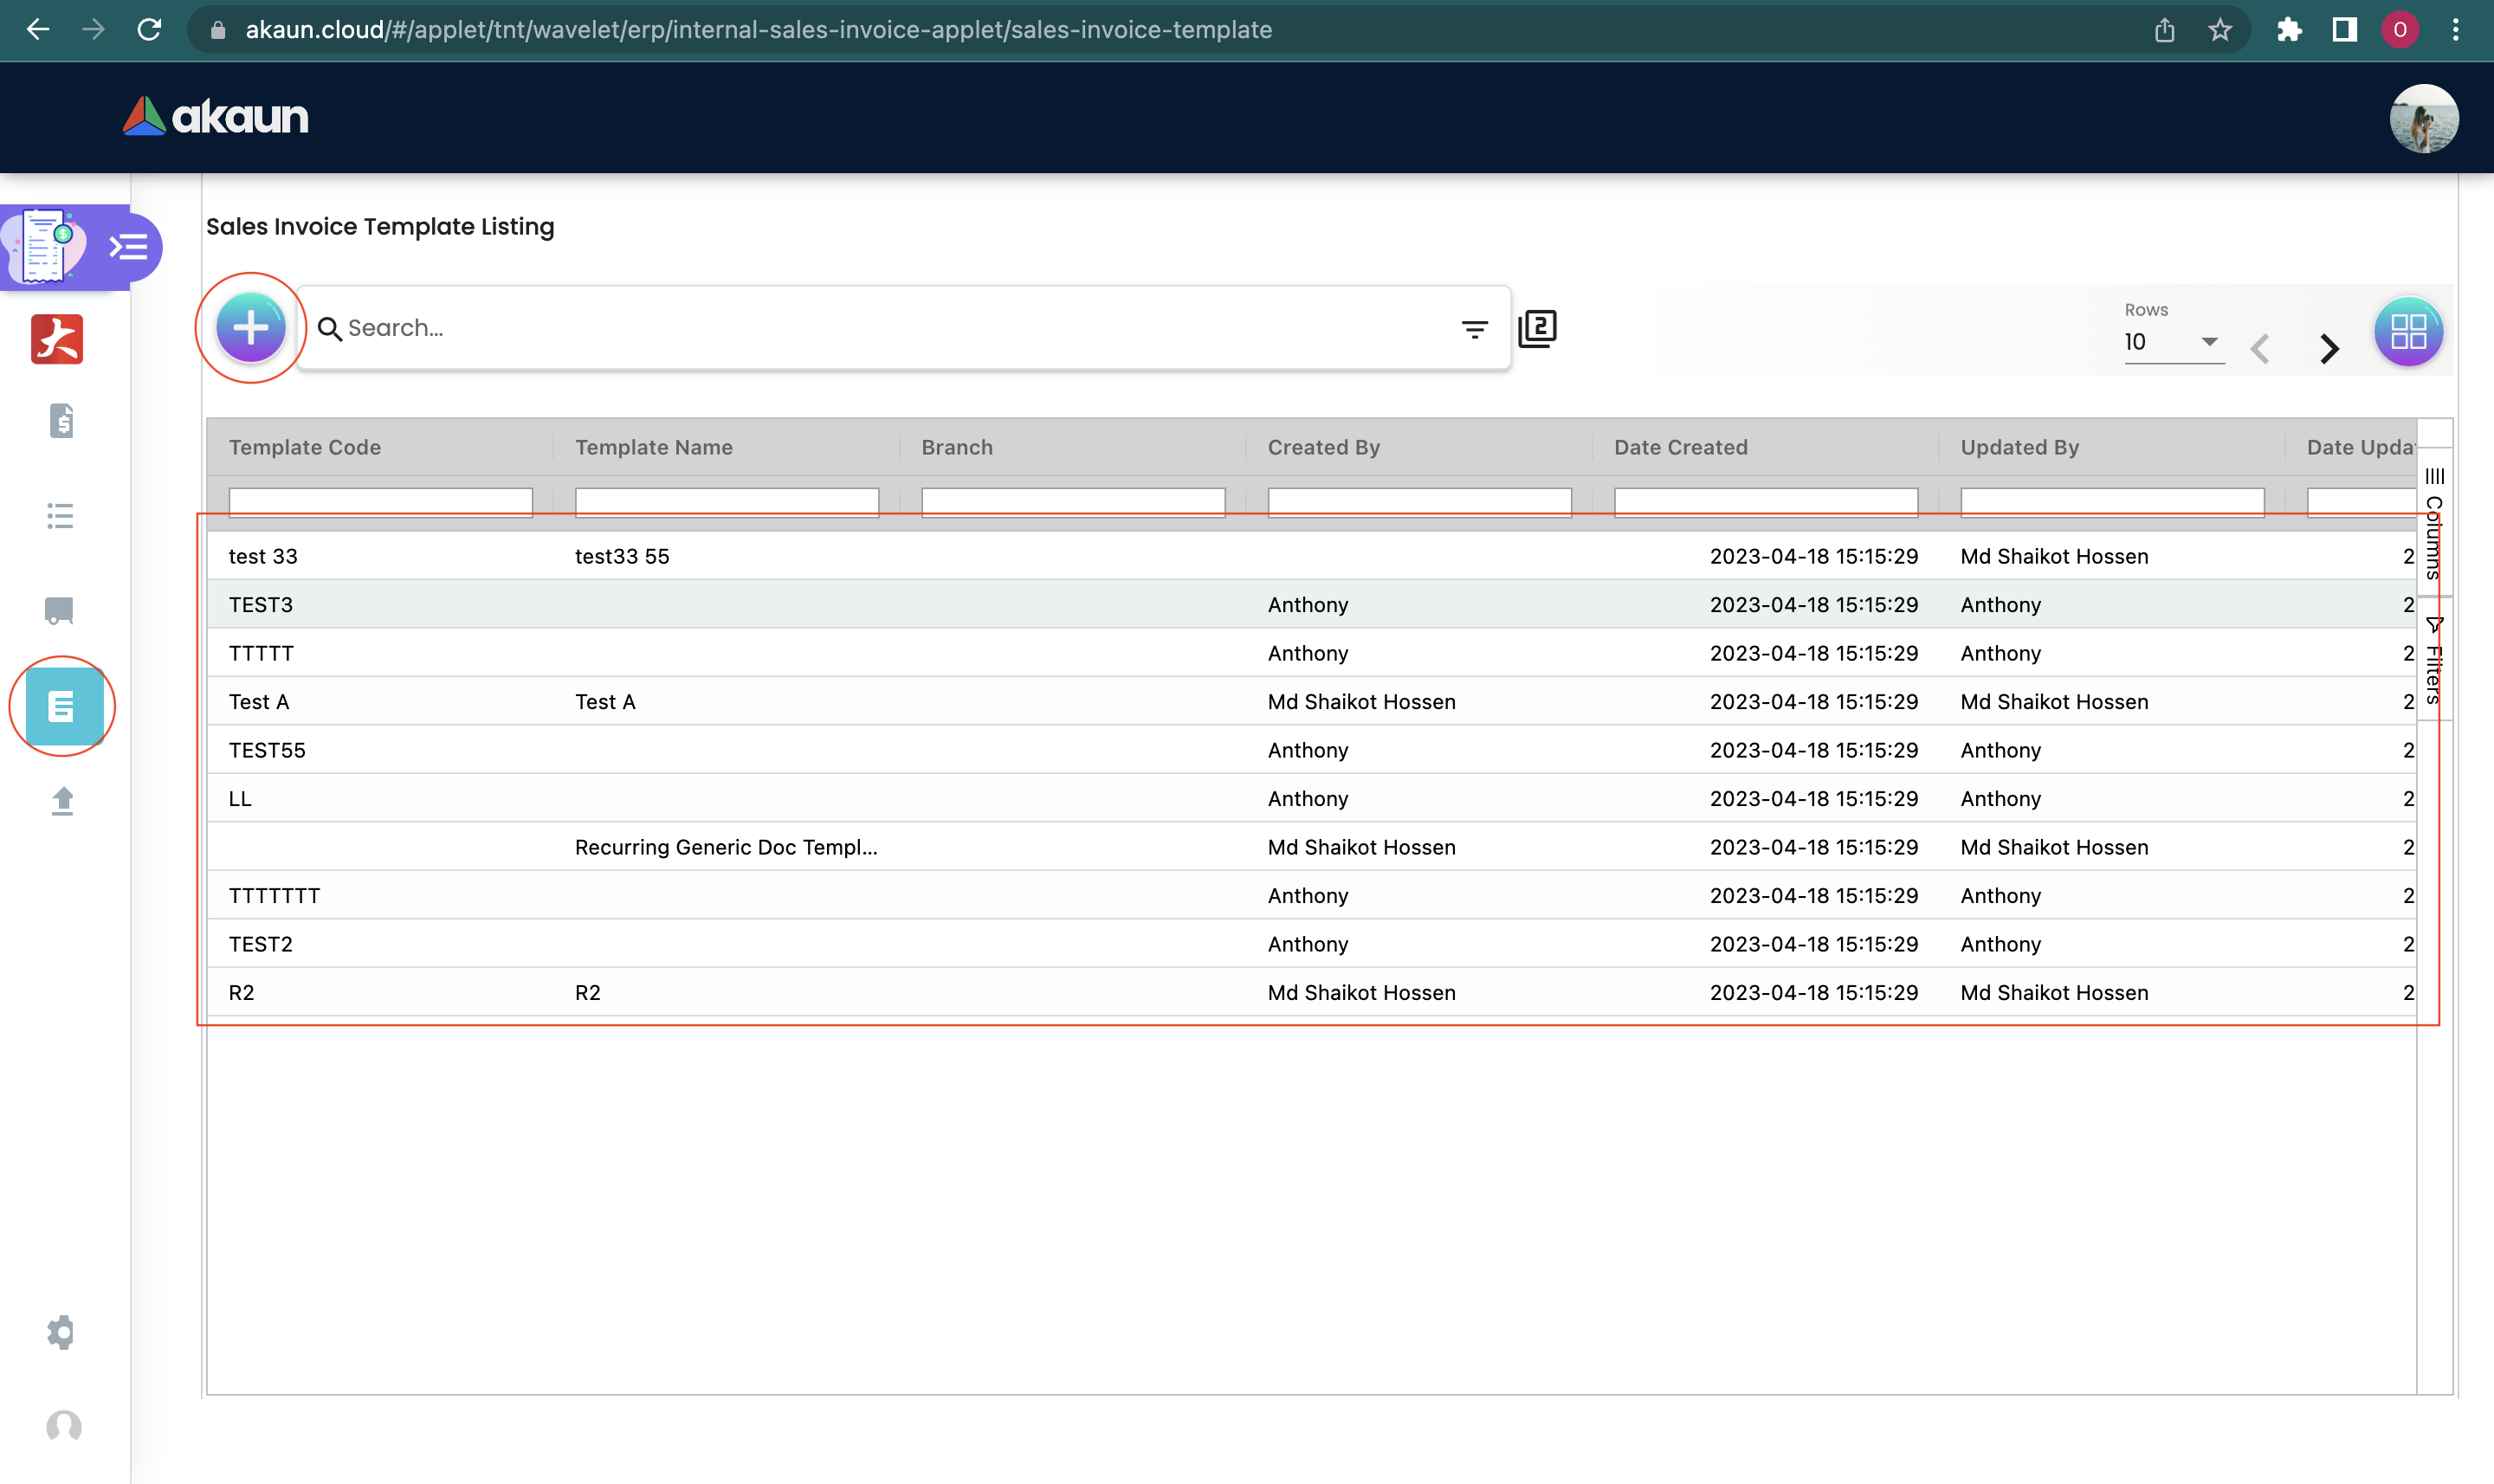 akaun.cloud/#/applet/tnt/wavelet/erp/internal-sales-invoice-applet/sales-invoice-template
O
akaun
Sales Invoice Template Listing
Search...
2
Rows
10
Template Code Template Name Branch Created By Date Created Updated By Date Updat
Columns
Filters
test 33 test33 55 2023-04-18 15:15:29 Md Shaikot Hossen 2
TEST3 Anthony 2023-04-18 15:15:29 Anthony 2
TTTTT Anthony 2023-04-18 15:15:29 Anthony 2
Test A Test A Md Shaikot Hossen 2023-04-18 15:15:29 Md Shaikot Hossen 2
TEST55 Anthony 2023-04-18 15:15:29 Anthony 2
LL Anthony 2023-04-18 15:15:29 Anthony 2
Recurring Generic Doc Templ... Md Shaikot Hossen 2023-04-18 15:15:29 Md Shaikot Hossen 2
TTTTTTT Anthony 2023-04-18 15:15:29 Anthony 2
TEST2 Anthony 2023-04-18 15:15:29 Anthony 2
R2 R2 Md Shaikot Hossen 2023-04-18 15:15:29 Md Shaikot Hossen 2